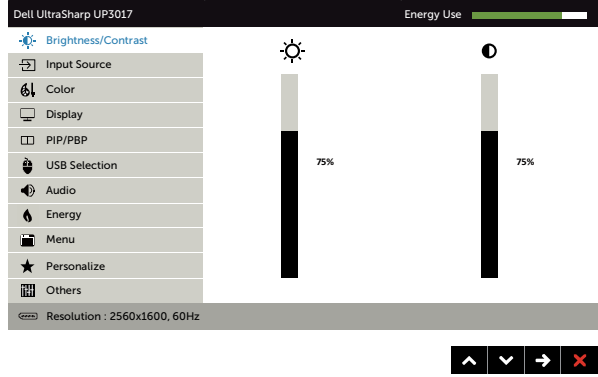 Dell UltraSharp UP3017
Energy Use
Brightness/Contrast
Input Source
Color
Display
PIP/PBP
USB Selection
Audio
Energy
Menu
Personalize
Others
75%
75%
Resolution : 2560x1600, 60Hz